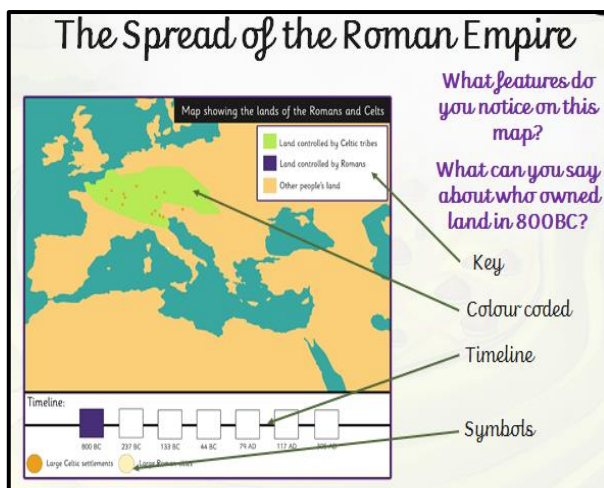 The Spread of the Roman Empire
Map showing the lands of the Romans and Celts
Land controlled by Celtic tribes
Land controlled by Romans
Other people's land
What features do
you notice on this
map?
What can you say
about who owned
land in 800BC?
Key
Colour coded
Timeline
Symbols
Timeline:
800 BC
237 BC
133 BC
44 BC
79 AD
117 AD
Large Celtic settlements
Large Roman